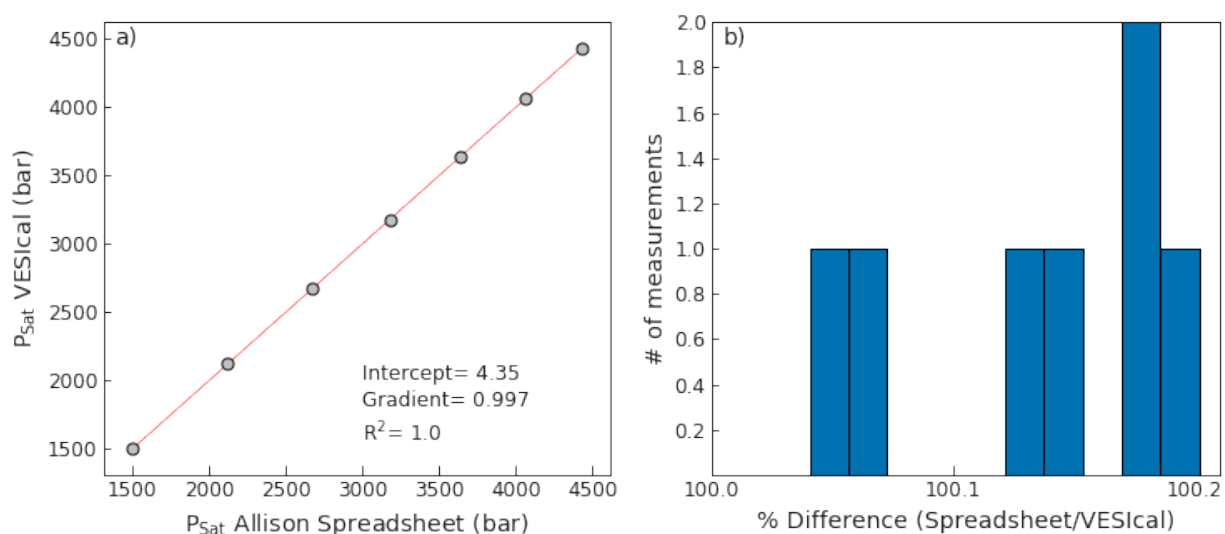 a)
4500
4000
3500
3000
2500
2000
1500
P_Sat VESIcal (bar)
Intercept= 4.35
Gradient= 0.997
R²= 1.0
1500 2000 2500 3000 3500 4000 4500
P_Sat Allison Spreadsheet (bar)
b)
2.0
1.8
1.6
1.4
1.2
1.0
0.8
0.6
0.4
0.2
# of measurements
100.0 100.1 100.2
% Difference (Spreadsheet/VESIcal)